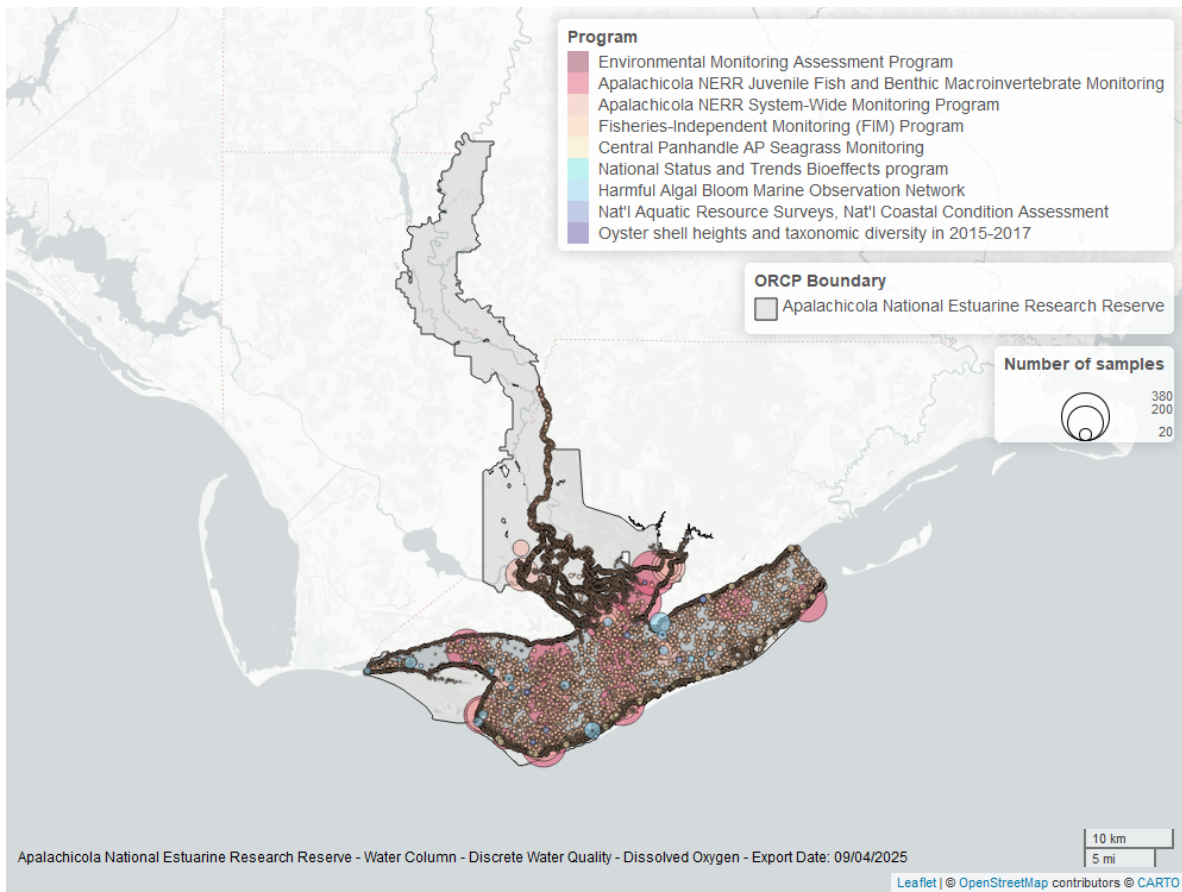 Program
Environmental Monitoring Assessment Program
Apalachicola NERR Juvenile Fish and Benthic Macroinvertebrate Monitoring
Apalachicola NERR System-Wide Monitoring Program
Fisheries-Independent Monitoring (FIM) Program
Central Panhandle AP Seagrass Monitoring
National Status and Trends Bioeffects program
Harmful Algal Bloom Marine Observation Network
Nat'l Aquatic Resource Surveys, Nat'l Coastal Condition Assessment
Oyster shell heights and taxonomic diversity in 2015-2017
ORCP Boundary
Apalachicola National Estuarine Research Reserve
Number of samples
380
200
20
10 km
5 mi
Apalachicola National Estuarine Research Reserve - Water Column - Discrete Water Quality - Dissolved Oxygen - Export Date: 09/04/2025
Leaflet | © OpenStreetMap contributors © CARTO